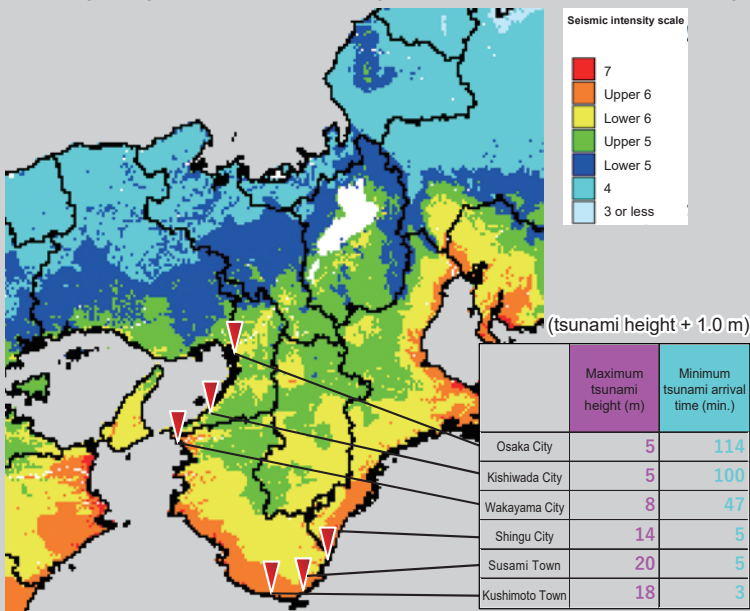 Seismic intensity scale
7
Upper 6
Lower 6
Upper 5
Lower 5
4
3 or less
(tsunami height + 1.0 m)
Maximum tsunami height (m) Minimum tsunami arrival time (min.)
Osaka City 5 114
Kishiwada City 5 100
Wakayama City 8 47
Shingu City 14 5
Susami Town 20 5
Kushimoto Town 18 3